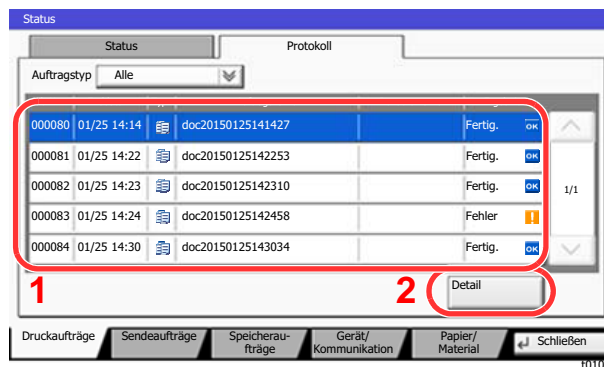 Status
Status Protokoll
Auftragstyp Alle
000080 01/25 14:14 doc20150125141427 Fertig. OK
000081 01/25 14:22 doc20150125142253 Fertig. OK
000082 01/25 14:23 doc20150125142310 Fertig. OK
1/1
000083 01/25 14:24 doc20150125142458 Fehler !
000084 01/25 14:30 doc20150125143034 Fertig. OK
1 2 Detail
Druckaufträge Sendeaufträge Speicherau-
fträge Gerät/
Kommunikation Papier/
Material Schließen